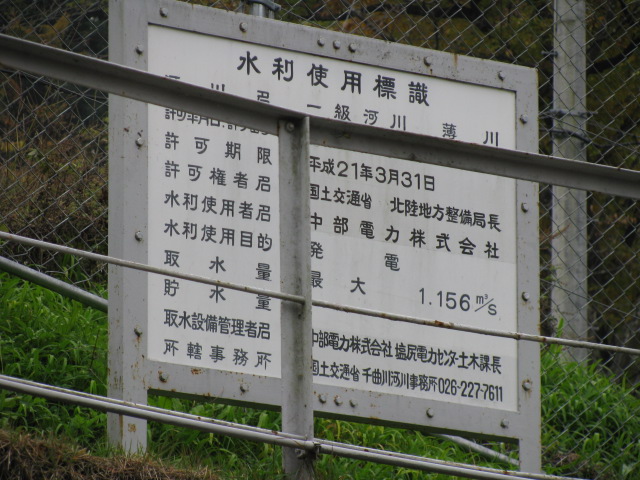 水利使用標識
河川名 一級河川 薄川
許可期限 平成21年3月31日
許可権者名 国土交通省 北陸地方整備局長
水利使用者名 中部電力株式会社
水利使用目的 発電
取水量 最大 1.156m³/s
貯水量
取水設備管理者名 中部電力株式会社塩尻電力センター土木課長
所轄事務所 国土交通省千曲川河川事務所026-227-7611